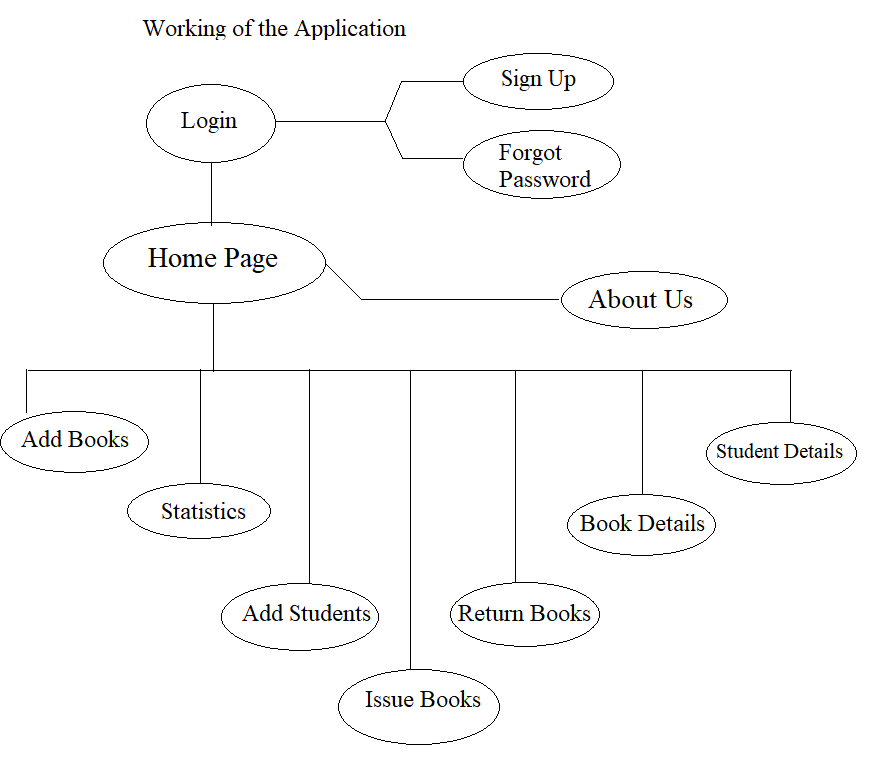 Working of the Application
Sign Up
Login
Forgot
Password
Home Page
About Us
Add Books
Student Details
Statistics
Book Details
Add Students
Return Books
Issue Books